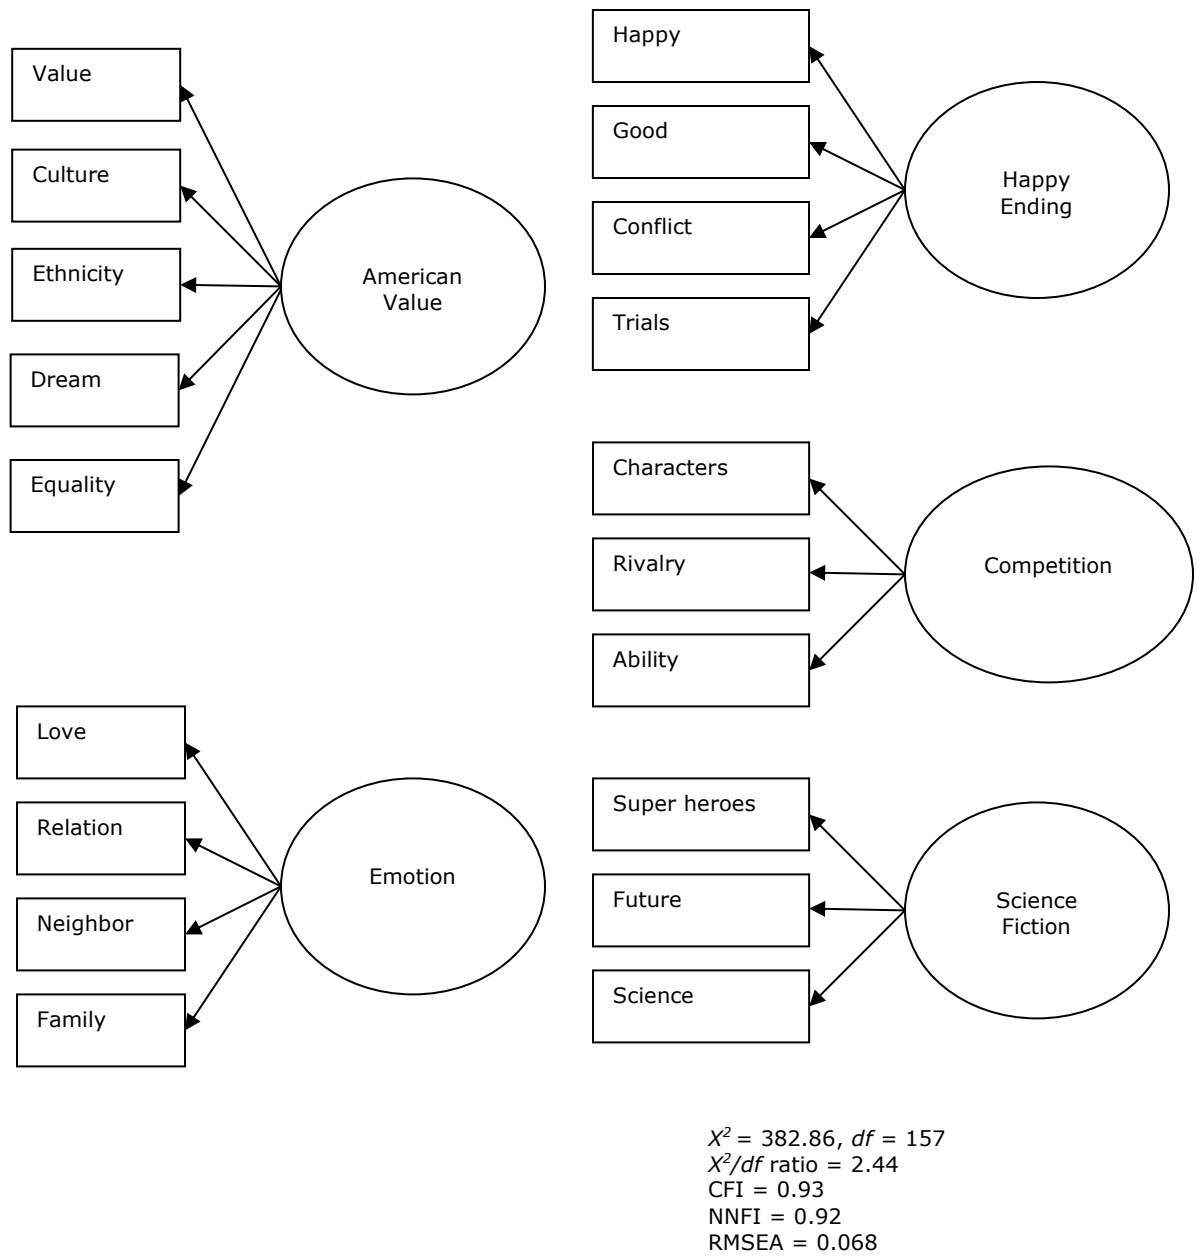 Value
Culture
Ethnicity
Dream
Equality
American
Value
Happy
Good
Conflict
Trials
Happy
Ending
Characters
Rivalry
Ability
Competition
Love
Relation
Neighbor
Family
Emotion
Super heroes
Future
Science
Science
Fiction
X² = 382.86, df = 157
X²/df ratio = 2.44
CFI = 0.93
NNFI = 0.92
RMSEA = 0.068